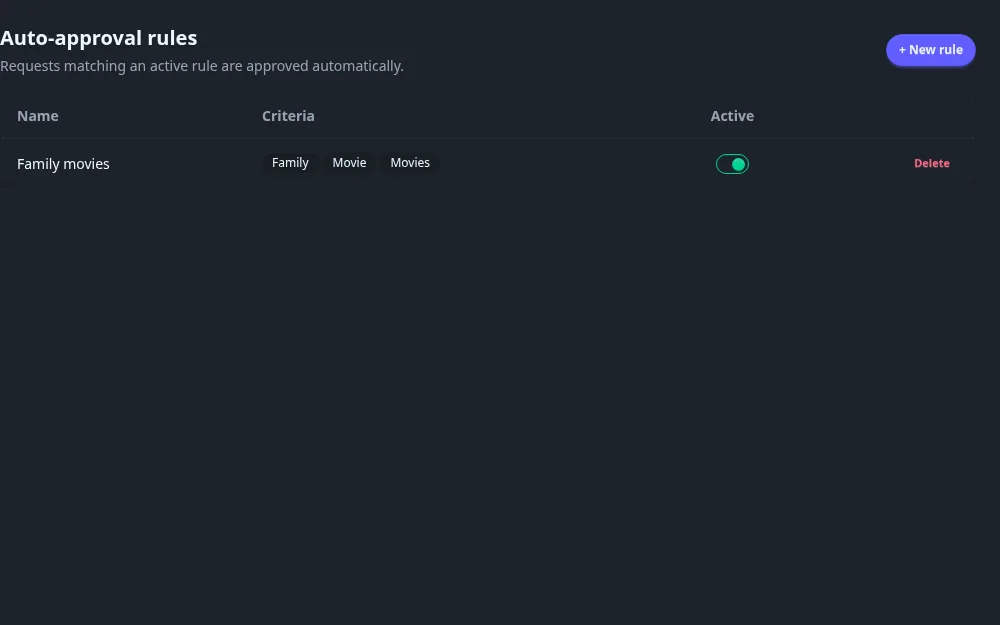 Auto-approval rules
Requests matching an active rule are approved automatically.
+ New rule
Name Criteria Active
Family movies Family Movie Movies Delete